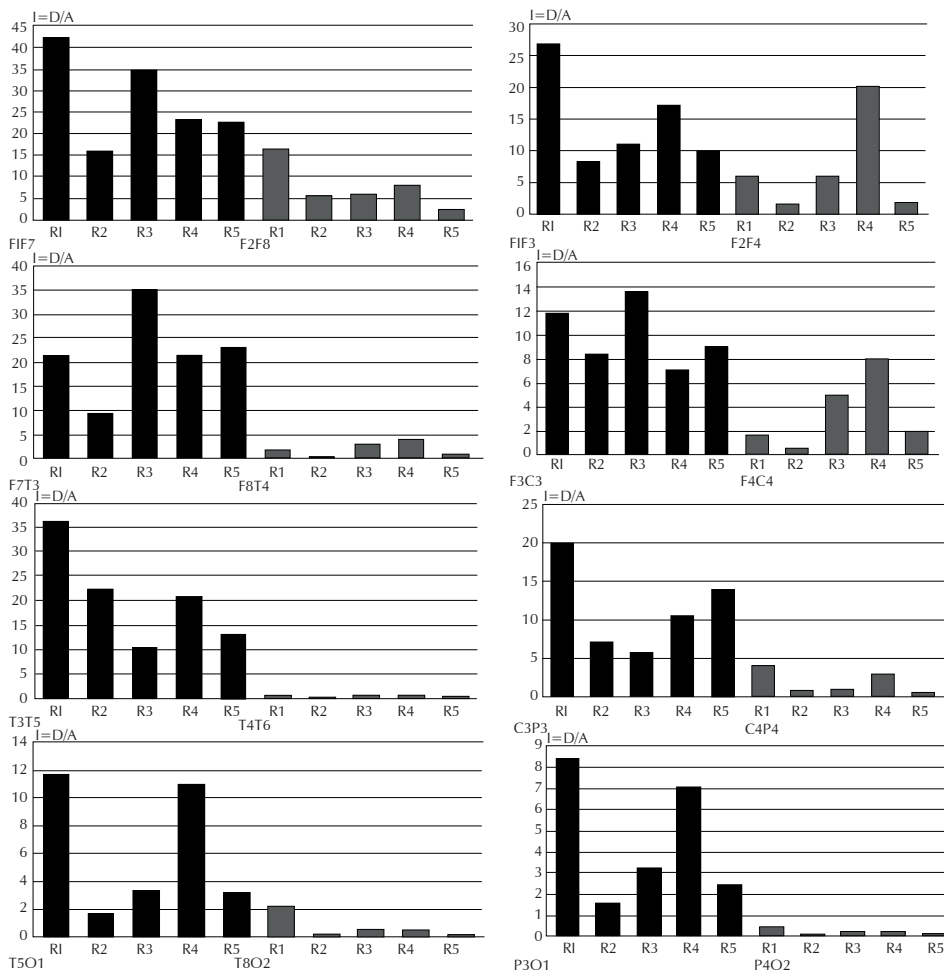 I=D/A
45
40
35
30
25
20
15
10
5
0
RI R2 R3 R4 R5 R1 R2 R3 R4 R5
FIF7 F2F8
I=D/A
30
25
20
15
10
5
0
RI R2 R3 R4 R5 R1 R2 R3 R4 R5
FIF3 F2F4
I=D/A
40
35
30
25
20
15
10
5
0
RI R2 R3 R4 R5 R1 R2 R3 R4 R5
F7T3 F8T4
I=D/A
16
14
12
10
8
6
4
2
0
RI R2 R3 R4 R5 R1 R2 R3 R4 R5
F3C3 F4C4
I=D/A
40
35
30
25
20
15
10
5
0
RI R2 R3 R4 R5 R1 R2 R3 R4 R5
T3T5 T4T6
I=D/A
25
20
15
10
5
0
RI R2 R3 R4 R5 R1 R2 R3 R4 R5
C3P3 C4P4
I=D/A
14
12
10
8
6
4
2
0
RI R2 R3 R4 R5 R1 R2 R3 R4 R5
T5O1 T8O2
I=D/A
9
8
7
6
5
4
3
2
1
0
RI R2 R3 R4 R5 R1 R2 R3 R4 R5
P3O1 P4O2